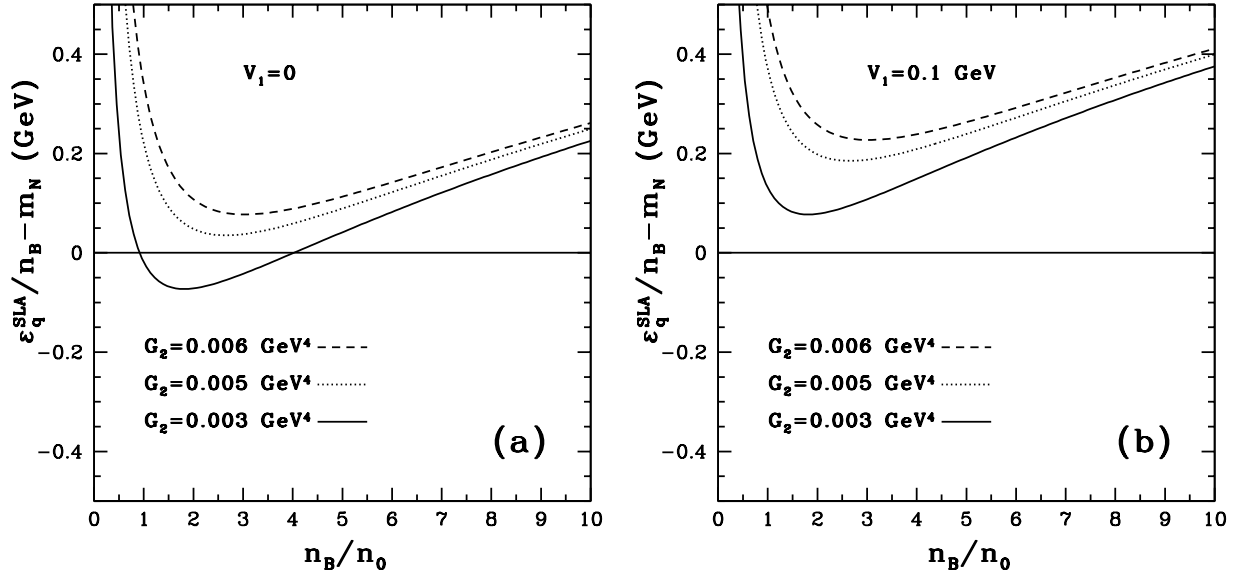 ε_q^SLA/n_B−m_N (GeV)
0.4
0.2
0
−0.2
−0.4
V₁=0
G₂=0.006 GeV⁴
G₂=0.005 GeV⁴
G₂=0.003 GeV⁴
(a)
0 1 2 3 4 5 6 7 8 9 10
n_B/n₀
ε_q^SLA/n_B−m_N (GeV)
0.4
0.2
0
−0.2
−0.4
V₁=0.1 GeV
G₂=0.006 GeV⁴
G₂=0.005 GeV⁴
G₂=0.003 GeV⁴
(b)
0 1 2 3 4 5 6 7 8 9 10
n_B/n₀